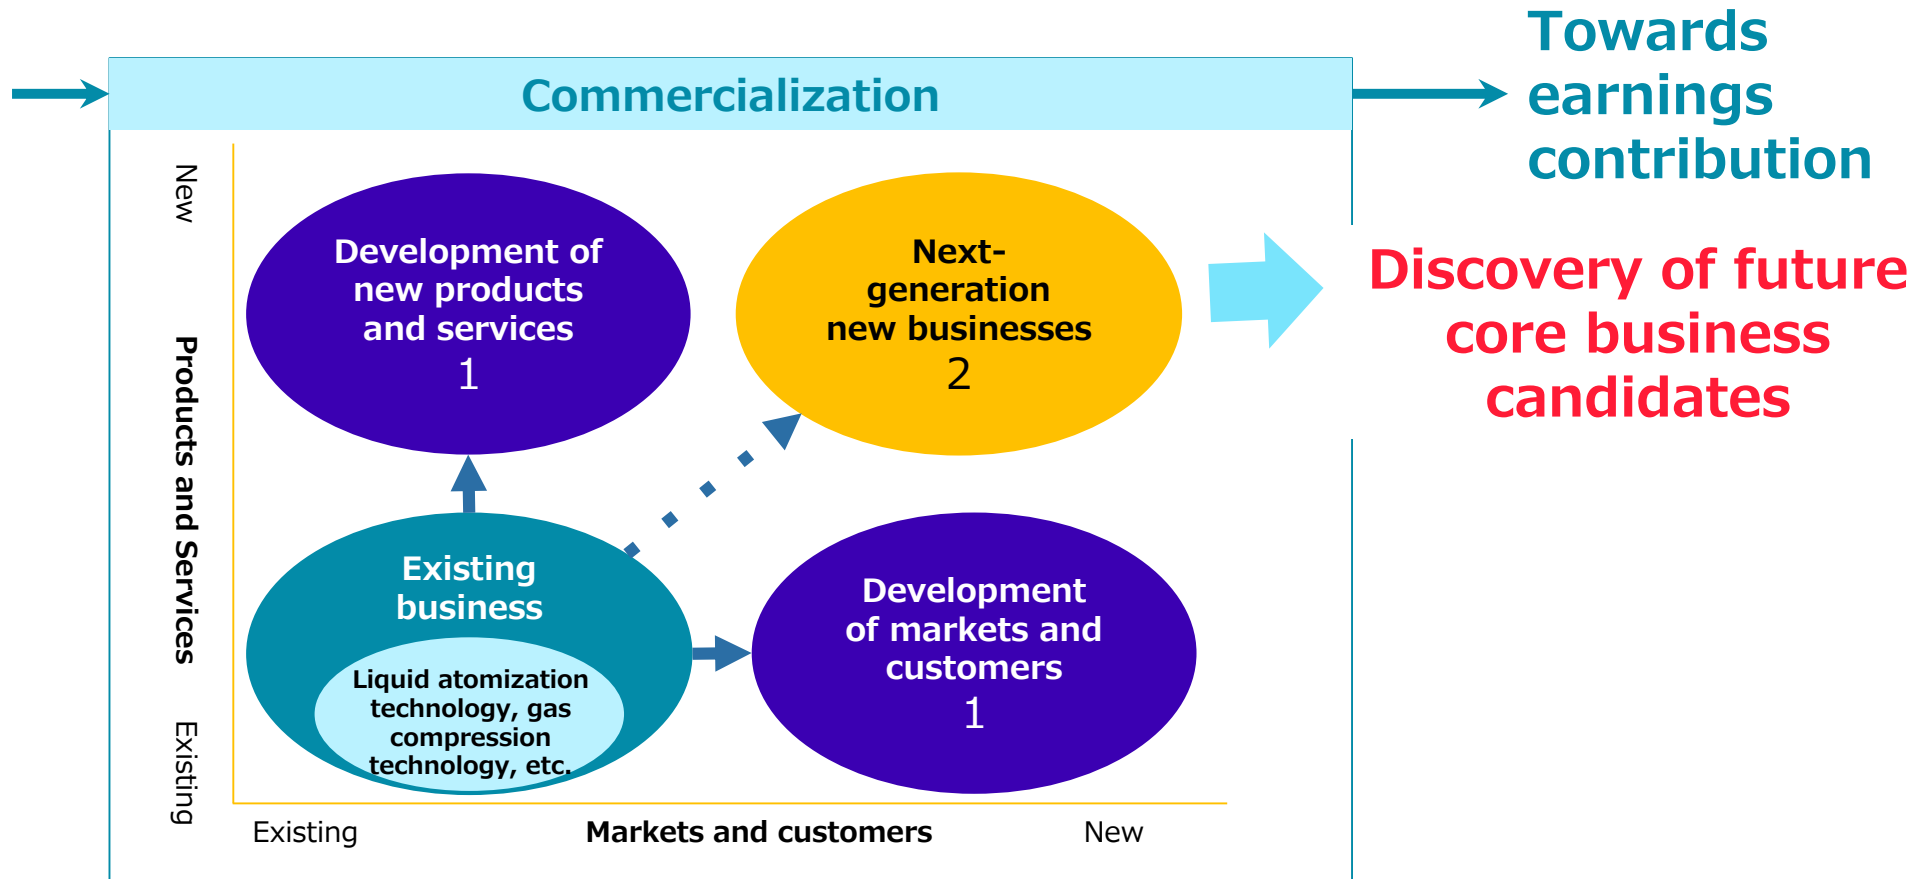 Commercialization
Towards
earnings
contribution
New
Products and Services
Existing
Development of
new products
and services
1
Next-
generation
new businesses
2
Discovery of future
core business
candidates
Existing
business
Liquid atomization
technology, gas
compression
technology, etc.
Development
of markets and
customers
1
Existing
Markets and customers
New